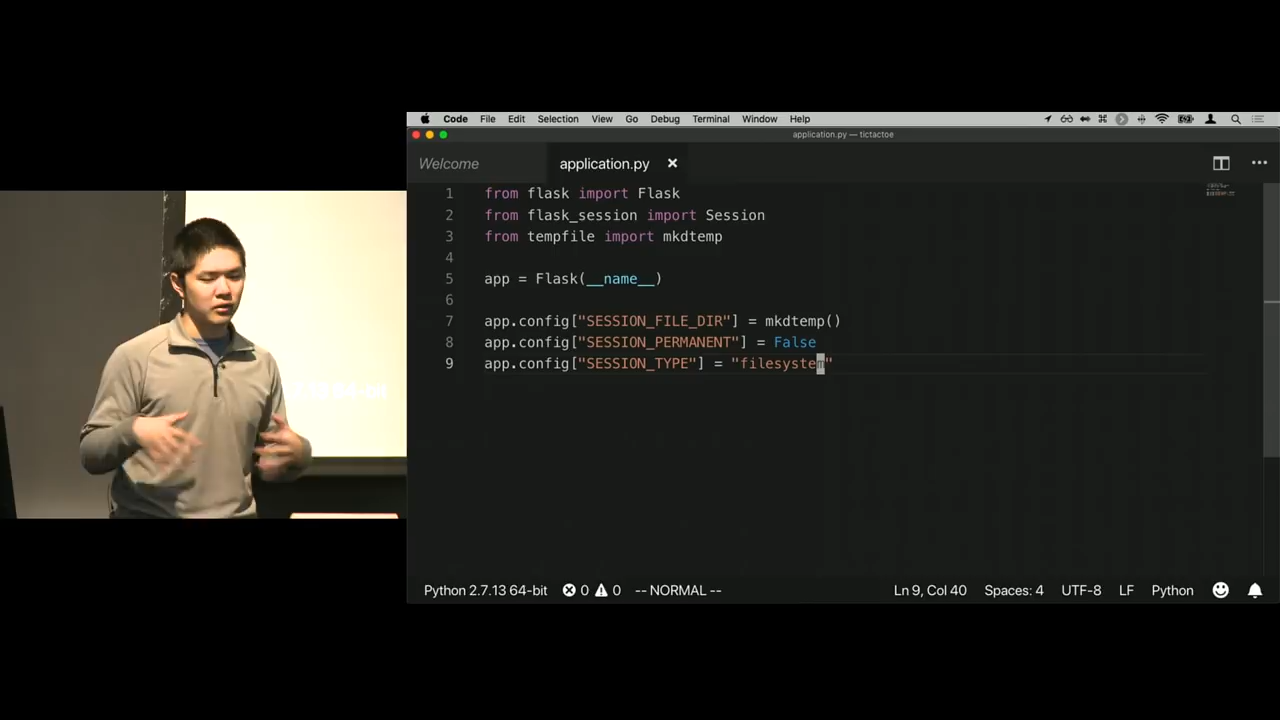 Code File Edit Selection View Go Debug Terminal Window Help
application.py — tictactoe
Welcome application.py
1 from flask import Flask
2 from flask_session import Session
3 from tempfile import mkdtemp
4
5 app = Flask(__name__)
6
7 app.config["SESSION_FILE_DIR"] = mkdtemp()
8 app.config["SESSION_PERMANENT"] = False
9 app.config["SESSION_TYPE"] = "filesystem"
Python 2.7.13 64-bit 0 0 -- NORMAL -- Ln 9, Col 40 Spaces: 4 UTF-8 LF Python